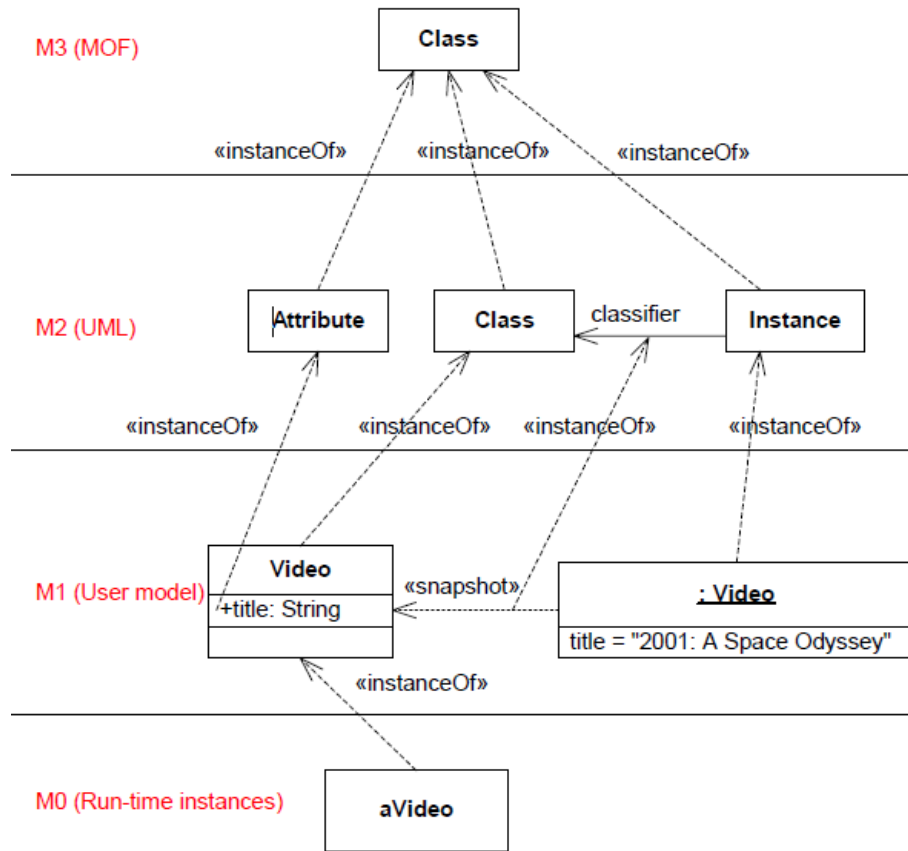 Class
M3 (MOF)
«instanceOf» «instanceOf» «instanceOf»
M2 (UML)
Attribute
Class
classifier
Instance
«instanceOf» «instanceOf» «instanceOf» «instanceOf»
Video
M1 (User model)
+title: String
«snapshot»
: Video
title = "2001: A Space Odyssey"
«instanceOf»
M0 (Run-time instances)
aVideo